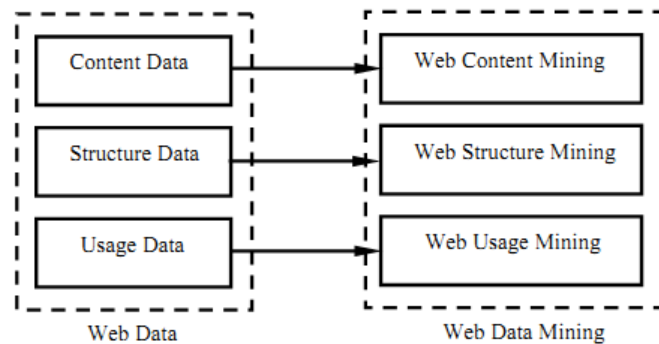 Content Data
Web Content Mining
Structure Data
Web Structure Mining
Usage Data
Web Usage Mining
Web Data
Web Data Mining